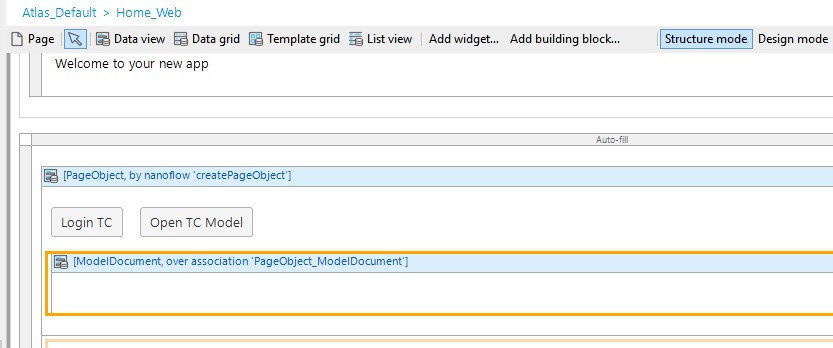 Atlas_Default > Home_Web
Page Data view Data grid Template grid List view Add widget... Add building block... Structure mode Design mode
Welcome to your new app
Auto-fill
[PageObject, by nanoflow 'createPageObject']
Login TC Open TC Model
[ModelDocument, over association 'PageObject_ModelDocument']